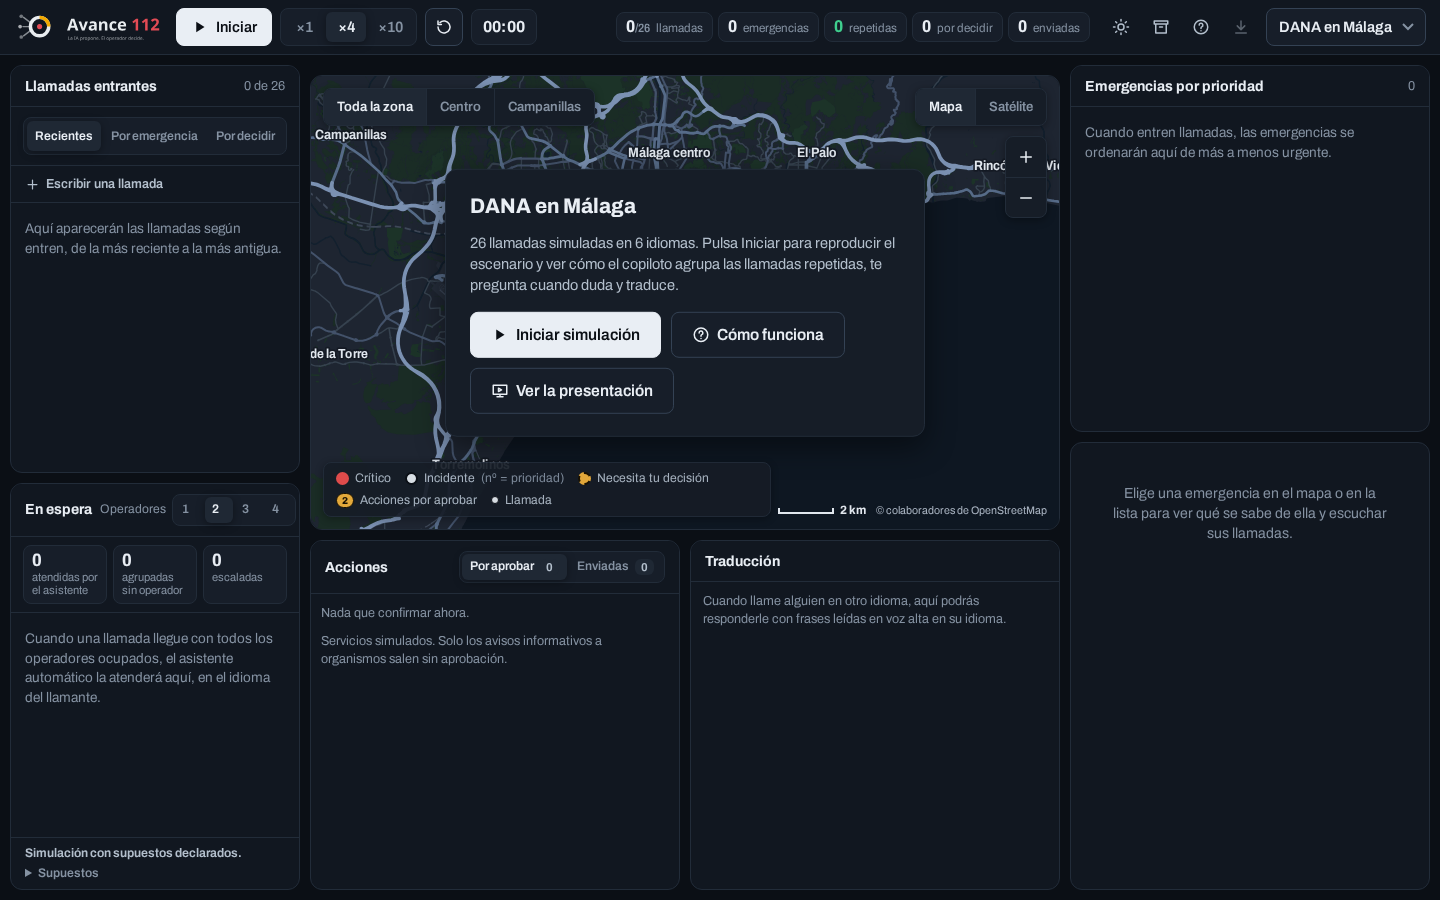 Avance 112
La IA propone. El operador decide.
Iniciar
×1 ×4 ×10
00:00
0/26 llamadas
0 emergencias
0 repetidas
0 por decidir
0 enviadas
DANA en Málaga
Llamadas entrantes
0 de 26
Recientes Por emergencia Por decidir
Escribir una llamada
Aquí aparecerán las llamadas según
entren, de la más reciente a la más antigua.
En espera Operadores 1 2 3 4
0 atendidas por el asistente
0 agrupadas sin operador
0 escaladas
Cuando una llamada llegue con todos los
operadores ocupados, el asistente
automático la atenderá aquí, en el idioma
del llamante.
Simulación con supuestos declarados.
Supuestos
Toda la zona Centro Campanillas
Mapa Satélite
Campanillas
Málaga centro
El Palo
Rincó
de la Torre
Torremolinos
DANA en Málaga
26 llamadas simuladas en 6 idiomas. Pulsa Iniciar para reproducir el
escenario y ver cómo el copiloto agrupa las llamadas repetidas, te
pregunta cuando duda y traduce.
Iniciar simulación
Cómo funciona
Ver la presentación
Crítico Incidente (nº = prioridad) Necesita tu decisión
2 Acciones por aprobar Llamada
2 km
© colaboradores de OpenStreetMap
Acciones
Por aprobar 0 Enviadas 0
Nada que confirmar ahora.
Servicios simulados. Solo los avisos informativos a
organismos salen sin aprobación.
Traducción
Cuando llame alguien en otro idioma, aquí podrás
responderle con frases leídas en voz alta en su idioma.
Emergencias por prioridad
0
Cuando entren llamadas, las emergencias se
ordenarán aquí de más a menos urgente.
Elige una emergencia en el mapa o en la
lista para ver qué se sabe de ella y escuchar
sus llamadas.